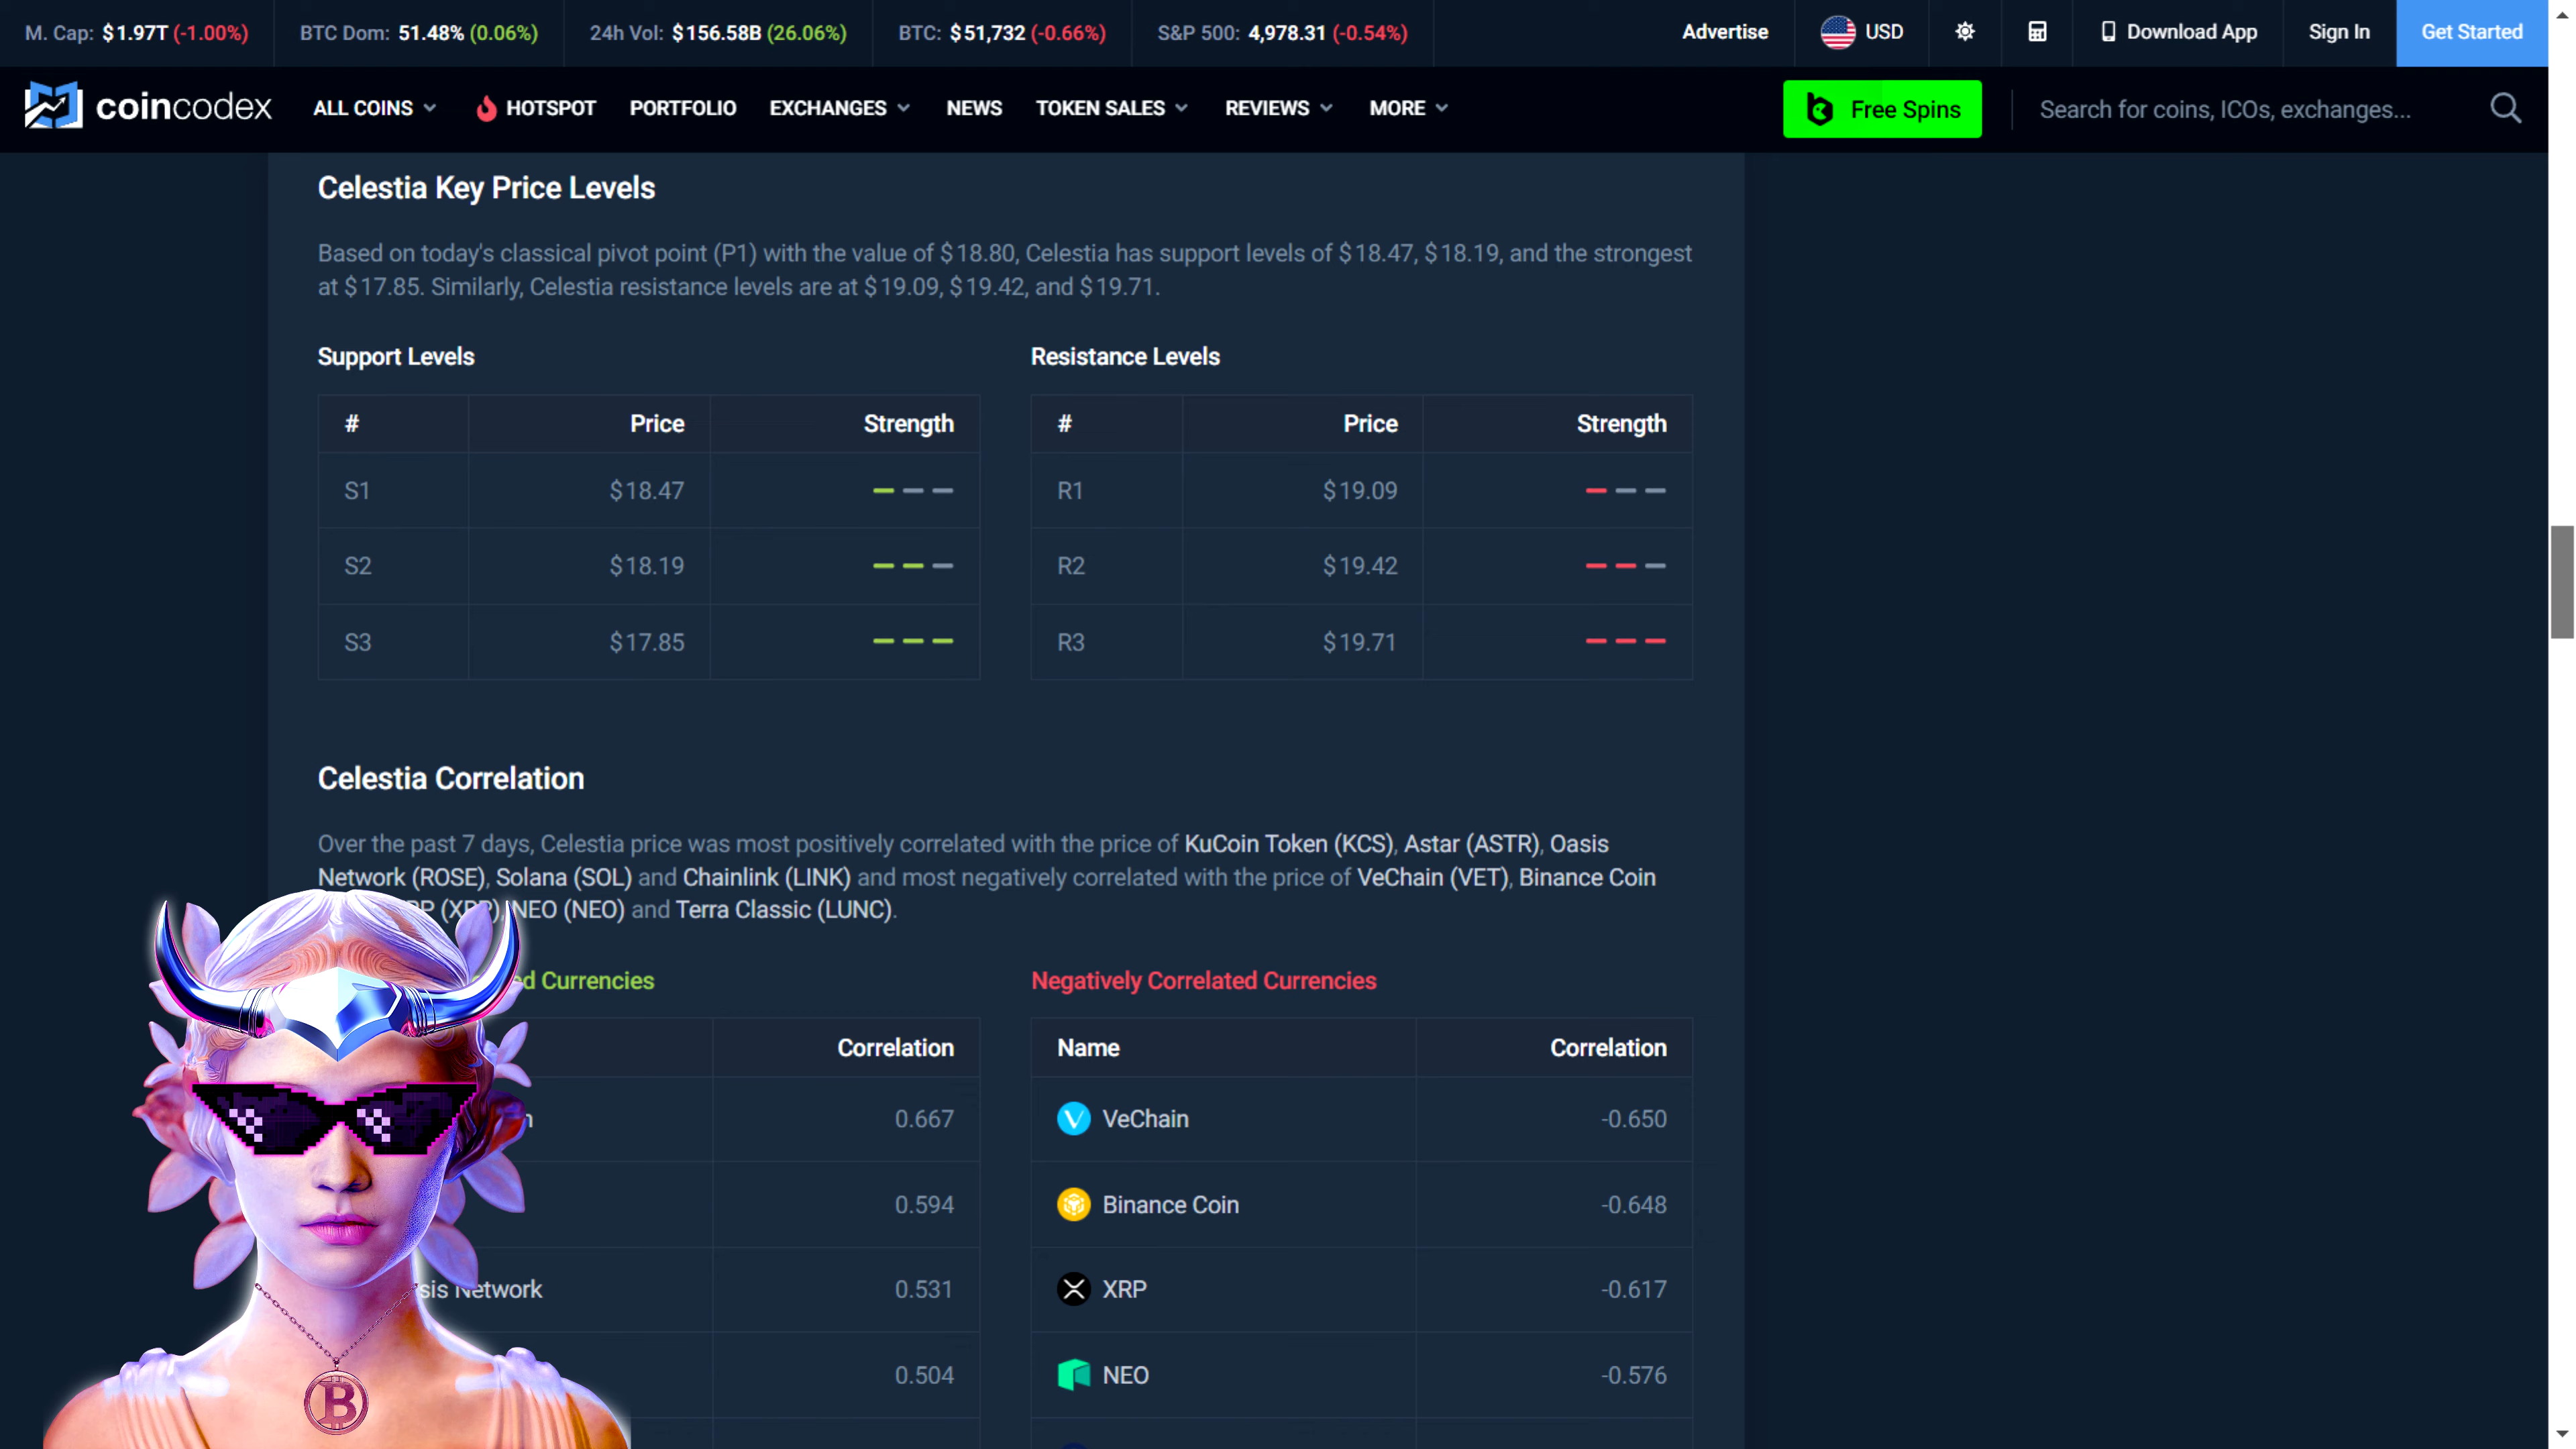 M. Cap: $1.97T (-1.00%) BTC Dom: 51.48% (0.06%) 24h Vol: $156.58B (26.06%) BTC: $51,732 (-0.66%) S&P 500: 4,978.31 (-0.54%) Advertise USD Download App Sign In Get Started
coincodex ALL COINS HOTSPOT PORTFOLIO EXCHANGES NEWS TOKEN SALES REVIEWS MORE Free Spins Search for coins, ICOs, exchanges...
Celestia Key Price Levels
Based on today's classical pivot point (P1) with the value of $18.80, Celestia has support levels of $18.47, $18.19, and the strongest
at $17.85. Similarly, Celestia resistance levels are at $19.09, $19.42, and $19.71.
Support Levels Resistance Levels
# Price Strength # Price Strength
S1 $18.47 R1 $19.09
S2 $18.19 R2 $19.42
S3 $17.85 R3 $19.71
Celestia Correlation
Over the past 7 days, Celestia price was most positively correlated with the price of KuCoin Token (KCS), Astar (ASTR), Oasis
Network (ROSE), Solana (SOL) and Chainlink (LINK) and most negatively correlated with the price of VeChain (VET), Binance Coin
(XRP), NEO (NEO) and Terra Classic (LUNC).
Currencies Negatively Correlated Currencies
Correlation Name Correlation
0.667 VeChain -0.650
0.594 Binance Coin -0.648
Network 0.531 XRP -0.617
0.504 NEO -0.576
B